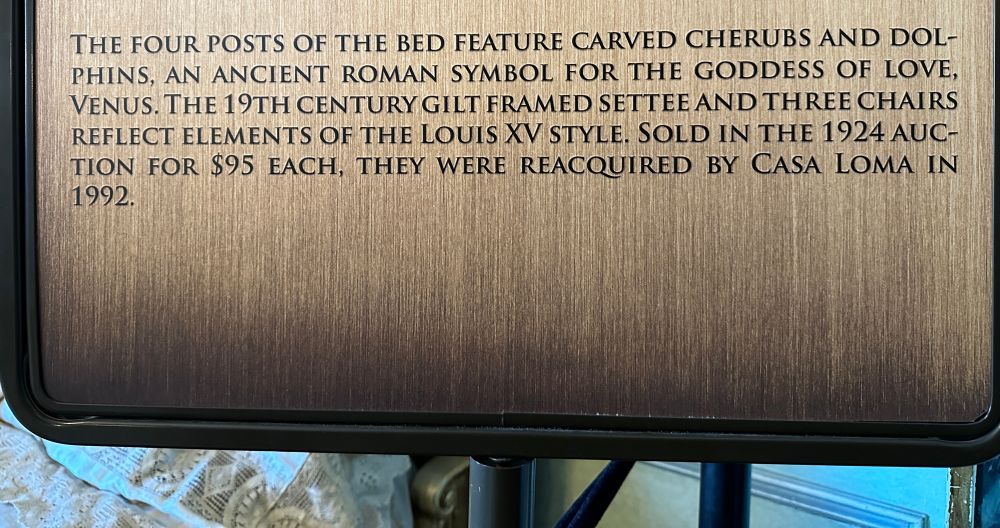 The four posts of the bed feature carved cherubs and dol-
phins, an ancient Roman symbol for the goddess of love,
Venus. The 19th century gilt framed settee and three chairs
reflect elements of the Louis XV style. Sold in the 1924 auc-
tion for $95 each, they were reacquired by Casa Loma in
1992.